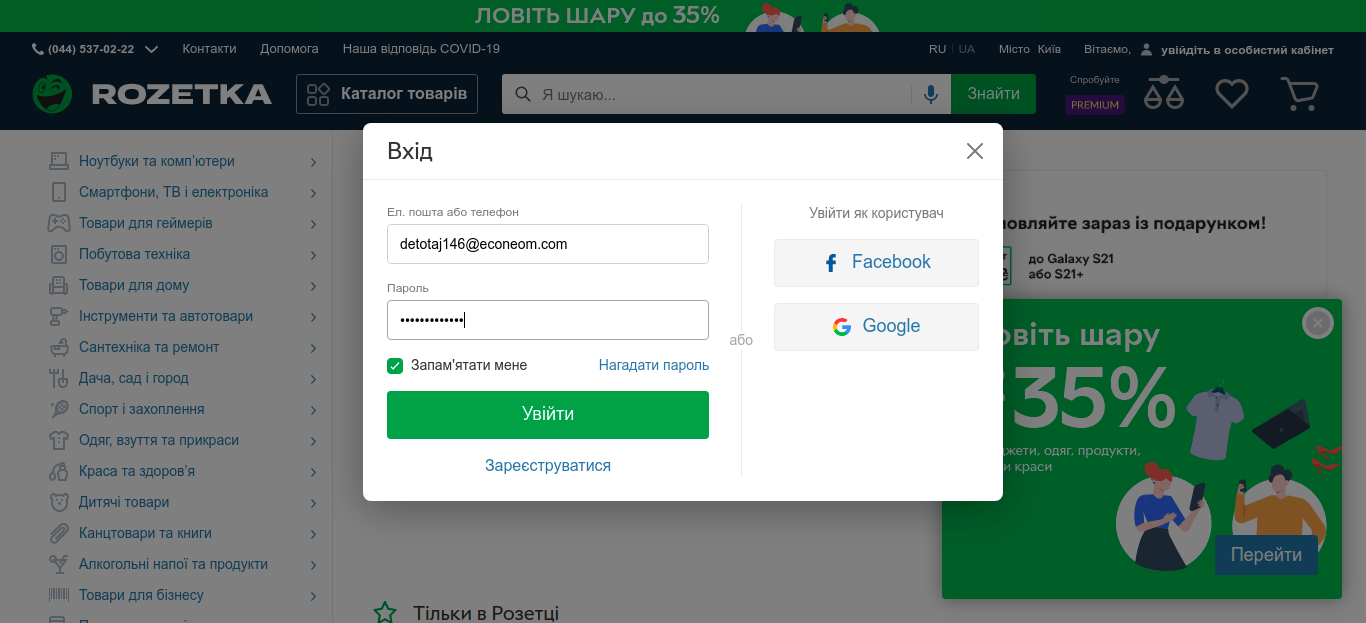 ЛОВІТЬ ШАРУ до 35%
(044) 537-02-22
Контакти
Допомога
Наша відповідь COVID-19
RU
UA
Місто Київ
Вітаємо, увійдіть в особистий кабінет
ROZETKA
Каталог товарів
Я шукаю...
Знайти
Спробуйте
PREMIUM
Ноутбуки та комп'ютери
Смартфони, ТВ і електроніка
Товари для геймерів
Побутова техніка
Товари для дому
Інструменти та автотовари
Сантехніка та ремонт
Дача, сад і город
Спорт і захоплення
Одяг, взуття та прикраси
Краса та здоров'я
Дитячі товари
Канцтовари та книги
Алкогольні напої та продукти
Товари для бізнесу
Вхід
Ел. пошта або телефон
detotaj146@econeom.com
Пароль
•••••••••••••
Запам'ятати мене
Нагадати пароль
Увійти
Зареєструватися
або
Увійти як користувач
Facebook
Google
мовляйте зараз із подарунком!
до Galaxy S21
або S21+
овіть шару
35%
жети, одяг, продукти,
и краси
Перейти
Тільки в Розетці